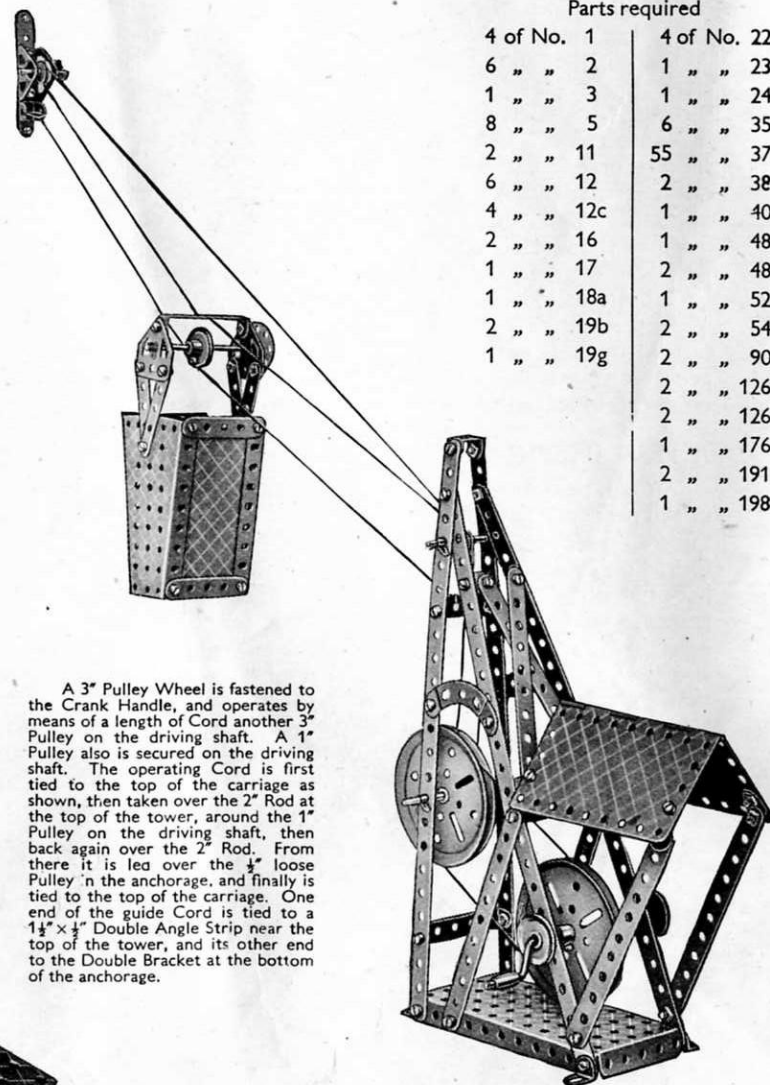 Parts required
4 of No. 1 4 of No. 22
6 „ „ 2 1 „ „ 23
1 „ „ 3 1 „ „ 24
8 „ „ 5 6 „ „ 35
2 „ „ 11 55 „ „ 37
6 „ „ 12 2 „ „ 38
4 „ „ 12c 1 „ „ 40
2 „ „ 16 1 „ „ 48
1 „ „ 17 2 „ „ 48
1 „ „ 18a 1 „ „ 52
2 „ „ 19b 2 „ „ 54
1 „ „ 19g 2 „ „ 90
2 „ „ 126
2 „ „ 126
1 „ „ 176
2 „ „ 191
1 „ „ 198
A 3″ Pulley Wheel is fastened to
the Crank Handle, and operates by
means of a length of Cord another 3″
Pulley on the driving shaft. A 1″
Pulley also is secured on the driving
shaft. The operating Cord is first
tied to the top of the carriage as
shown, then taken over the 2″ Rod at
the top of the tower, around the 1″
Pulley on the driving shaft, then
back again over the 2″ Rod. From
there it is led over the ½″ loose
Pulley in the anchorage, and finally is
tied to the top of the carriage. One
end of the guide Cord is tied to a
1½″ × ½″ Double Angle Strip near the
top of the tower, and its other end
to the Double Bracket at the bottom
of the anchorage.